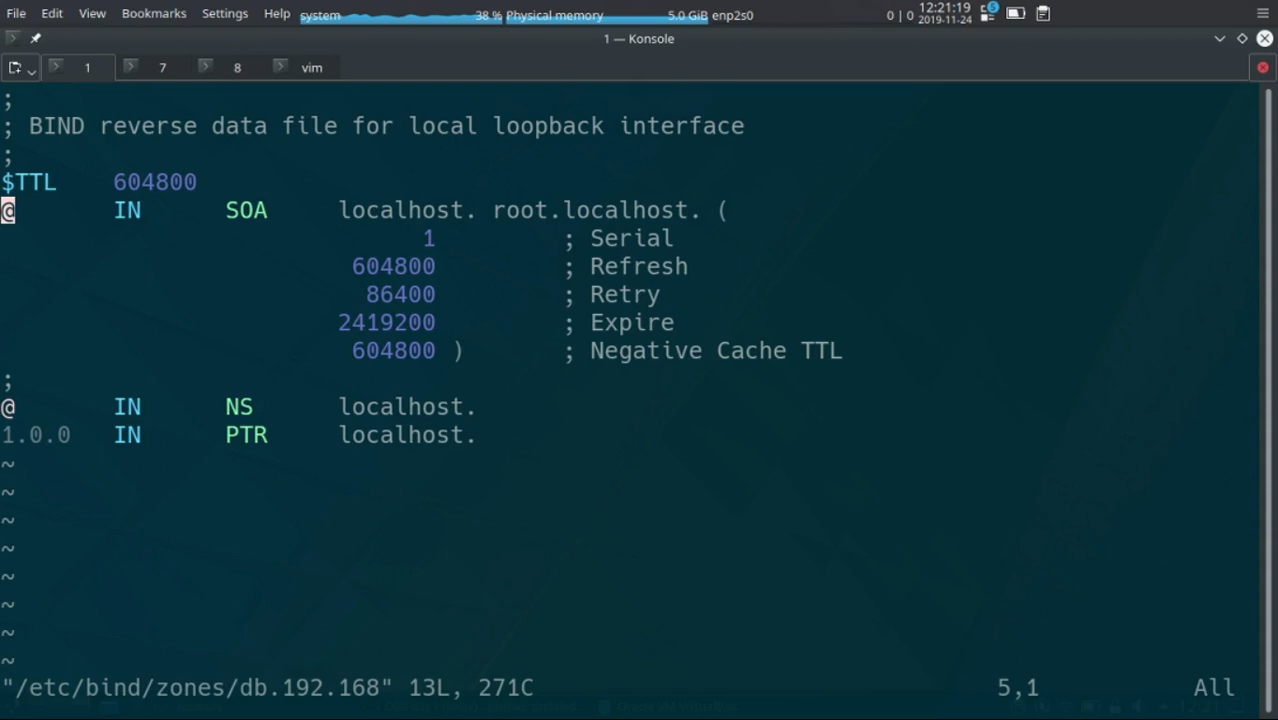 File Edit View Bookmarks Settings Help system 38 % Physical memory 5.0 GiB enp2s0 0 | 0 12:21:19 2019-11-24 5
1 — Konsole
1 7 8 vim
;
; BIND reverse data file for local loopback interface
;
$TTL 604800
@ IN SOA localhost. root.localhost. (
1 ; Serial
604800 ; Refresh
86400 ; Retry
2419200 ; Expire
604800 ) ; Negative Cache TTL
;
@ IN NS localhost.
1.0.0 IN PTR localhost.
~
~
~
~
~
~
~
~
"/etc/bind/zones/db.192.168" 13L, 271C 5,1 All